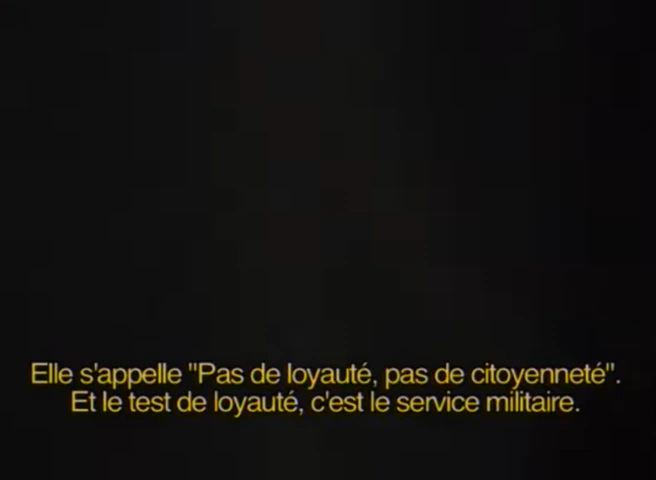 Elle s'appelle "Pas de loyauté, pas de citoyenneté".
Et le test de loyauté, c'est le service militaire.